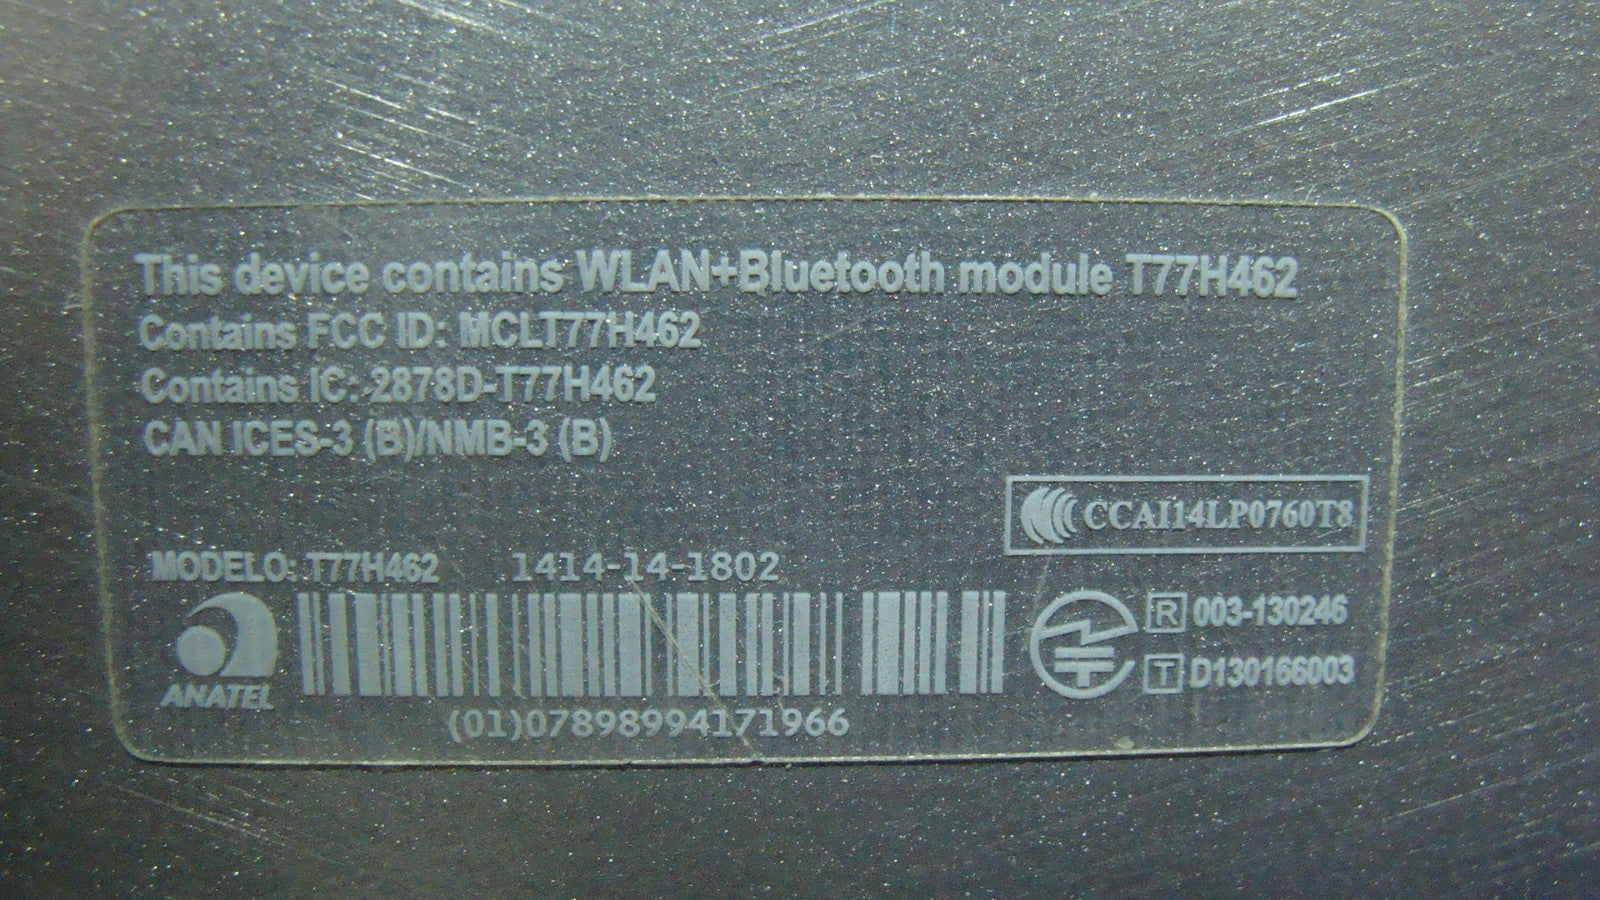 This device contains WLAN+Bluetooth module T77H462
Contains FCC ID: MCLT77H462
Contains IC: 2878D-T77H462
CAN ICES-3 (B)/NMB-3 (B)
CCAI14LP0760T8
MODELO: T77H462 1414-14-1802
ANATEL
(01)07898994171966
R 003-130246
T D130166003